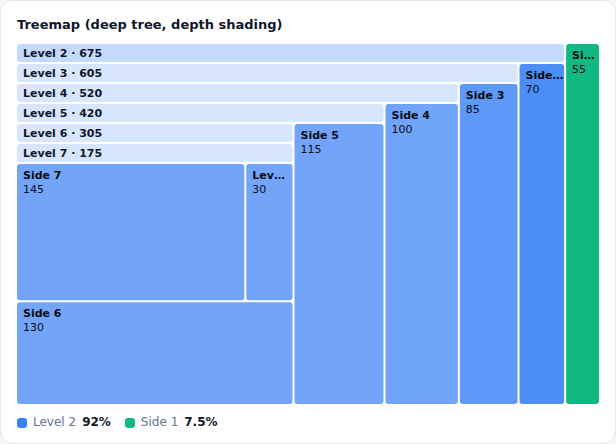 Treemap (deep tree, depth shading)
Level 2 · 675
Si...
55
Level 3 · 605
Side...
70
Level 4 · 520
Side 3
85
Level 5 · 420
Side 4
100
Level 6 · 305
Side 5
115
Level 7 · 175
Side 7
145
Lev...
30
Side 6
130
Level 2 92% Side 1 7.5%